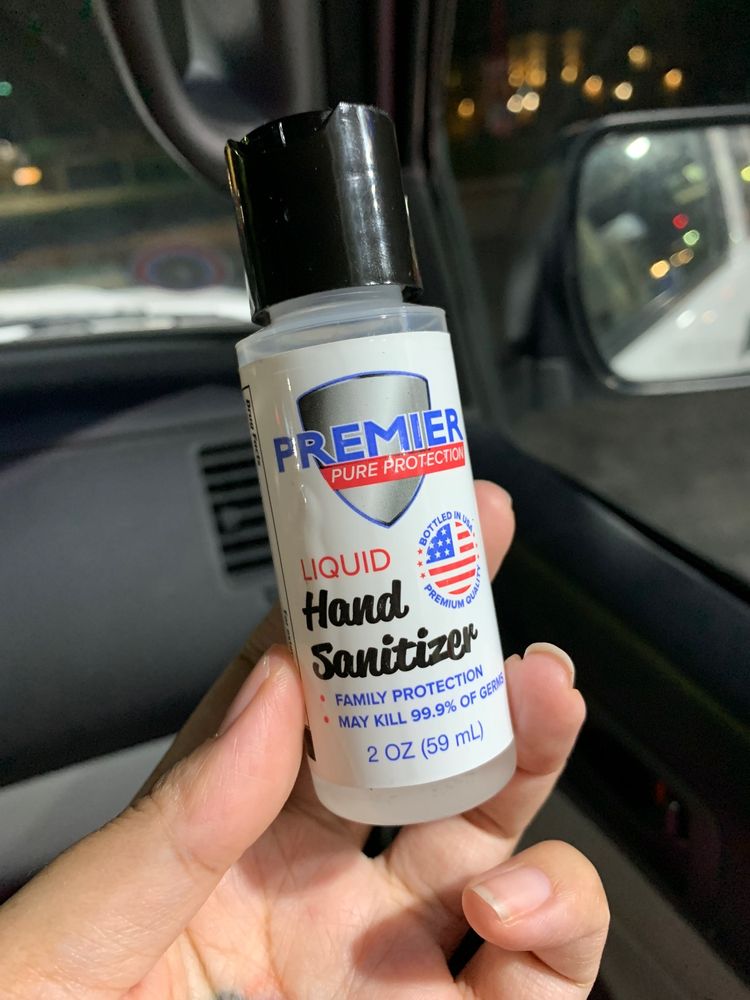 PREMIER
PURE PROTECTION
BOTTLED IN USA
PREMIUM QUALITY
LIQUID
Hand
Sanitizer
• FAMILY PROTECTION
• MAY KILL 99.9% OF GERMS
2 OZ (59 mL)